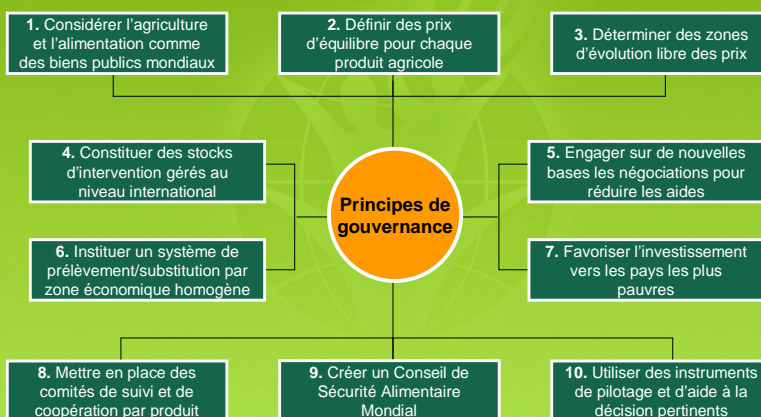 1. Considérer l'agriculture
et l'alimentation comme
des biens publics mondiaux
2. Définir des prix
d'équilibre pour chaque
produit agricole
3. Déterminer des zones
d'évolution libre des prix
4. Constituer des stocks
d'intervention gérés au
niveau international
Principes de
gouvernance
5. Engager sur de nouvelles
bases les négociations pour
réduire les aides
6. Instituer un système de
prélèvement/substitution par
zone économique homogène
7. Favoriser l'investissement
vers les pays les plus
pauvres
8. Mettre en place des
comités de suivi et de
coopération par produit
9. Créer un Conseil de
Sécurité Alimentaire
Mondial
10. Utiliser des instruments
de pilotage et d'aide à la
décision pertinents